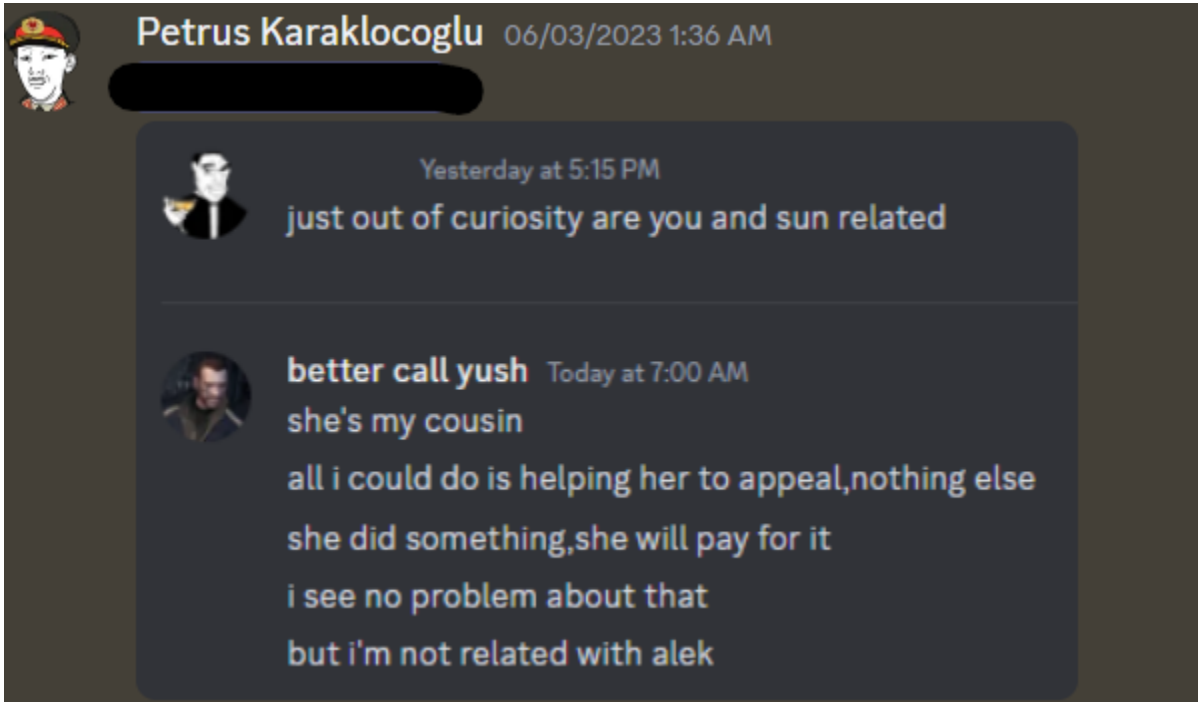 Petrus Karaklocoglu 06/03/2023 1:36 AM
Yesterday at 5:15 PM
just out of curiosity are you and sun related
better call yush Today at 7:00 AM
she's my cousin
all i could do is helping her to appeal,nothing else
she did something,she will pay for it
i see no problem about that
but i'm not related with alek